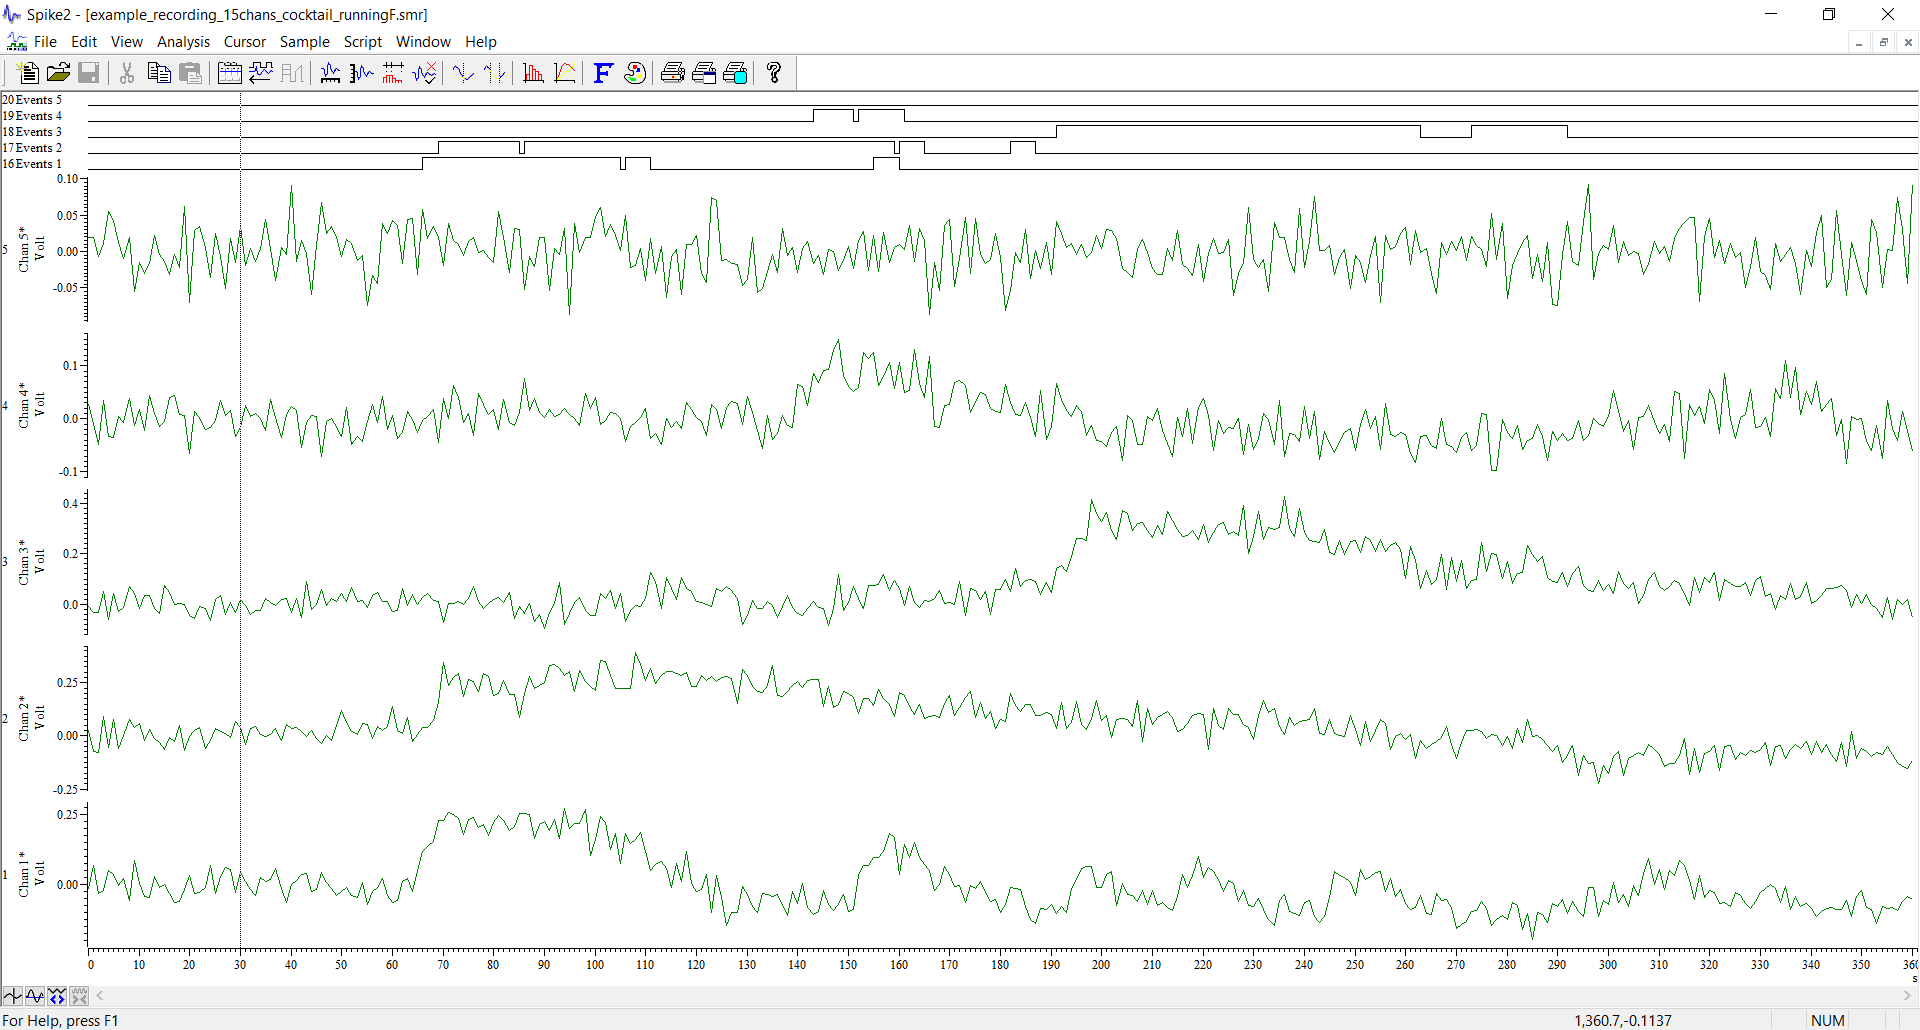 Spike2 - [example_recording_15chans_cocktail_runningF.smr]
File Edit View Analysis Cursor Sample Script Window Help
20 Events 5
19 Events 4
18 Events 3
17 Events 2
16 Events 1
0.10
0.05
0.00
-0.05
5
Chan 5*
Volt
0.1
0.0
-0.1
4
Chan 4*
Volt
0.4
0.2
0.0
3
Chan 3*
Volt
0.25
0.00
-0.25
2
Chan 2*
Volt
0.25
0.00
1
Chan 1*
Volt
0 10 20 30 40 50 60 70 80 90 100 110 120 130 140 150 160 170 180 190 200 210 220 230 240 250 260 270 280 290 300 310 320 330 340 350 360
s
For Help, press F1
1,360.7,-0.1137
NUM